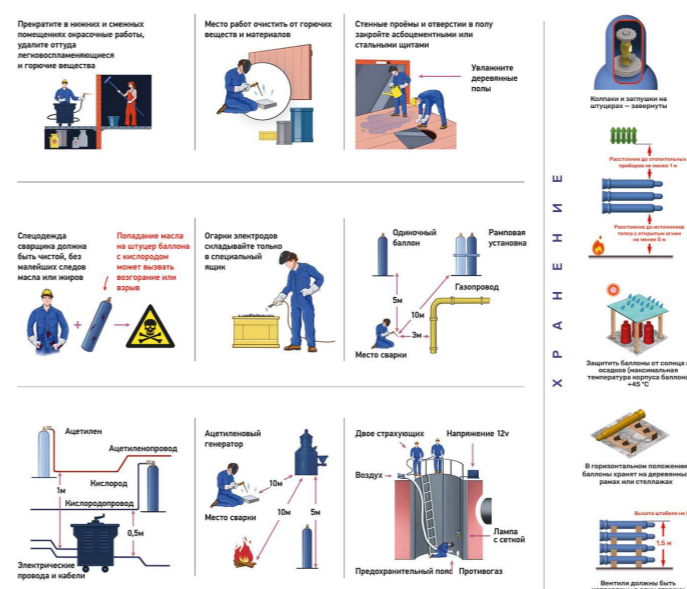 Прекратите в нижних и смежных
помещениях окрасочные работы,
удалите оттуда
легковоспламеняющиеся
и горючие вещества
Место работ очистить от горючих
веществ и материалов
Стенные проёмы и отверстия в полу
закройте асбоцементными или
стальными щитами
Увлажните
деревянные
полы
Спецодежда
сварщика должна
быть чистой, без
малейших следов
масла или жиров
Попадание масла
на штуцер баллона
с кислородом
может вызвать
возгорание или
взрыв
+
Огарки электродов
складывайте только
в специальный
ящик
Одиночный
баллон
Рамповая
установка
Газопровод
5м
10м
3м
Место сварки
Ацетилен
Ацетиленопровод
Кислород
1м
Кислородопровод
0,5м
Электрические
провода и кабели
Ацетиленовый
генератор
10м
Место сварки
10м
5м
Двое страхующих
Напряжение 12v
Воздух
Лампа
с сеткой
Предохранительный пояс
Противогаз
ХРАНЕНИЕ
Колпаки и заглушки на
штуцерах – завернуты
Расстояние до отопительных
приборов не менее 1 м
Расстояние до источников
тепла с открытым огнем
не менее 5 м
Защитить баллоны от солнца и
осадков (максимальная
температура корпуса баллона
+45 °C
В горизонтальном положении
баллоны хранят на деревянных
рамах или стеллажах
Высота штабеля не
1,5 м
Вентили должны быть